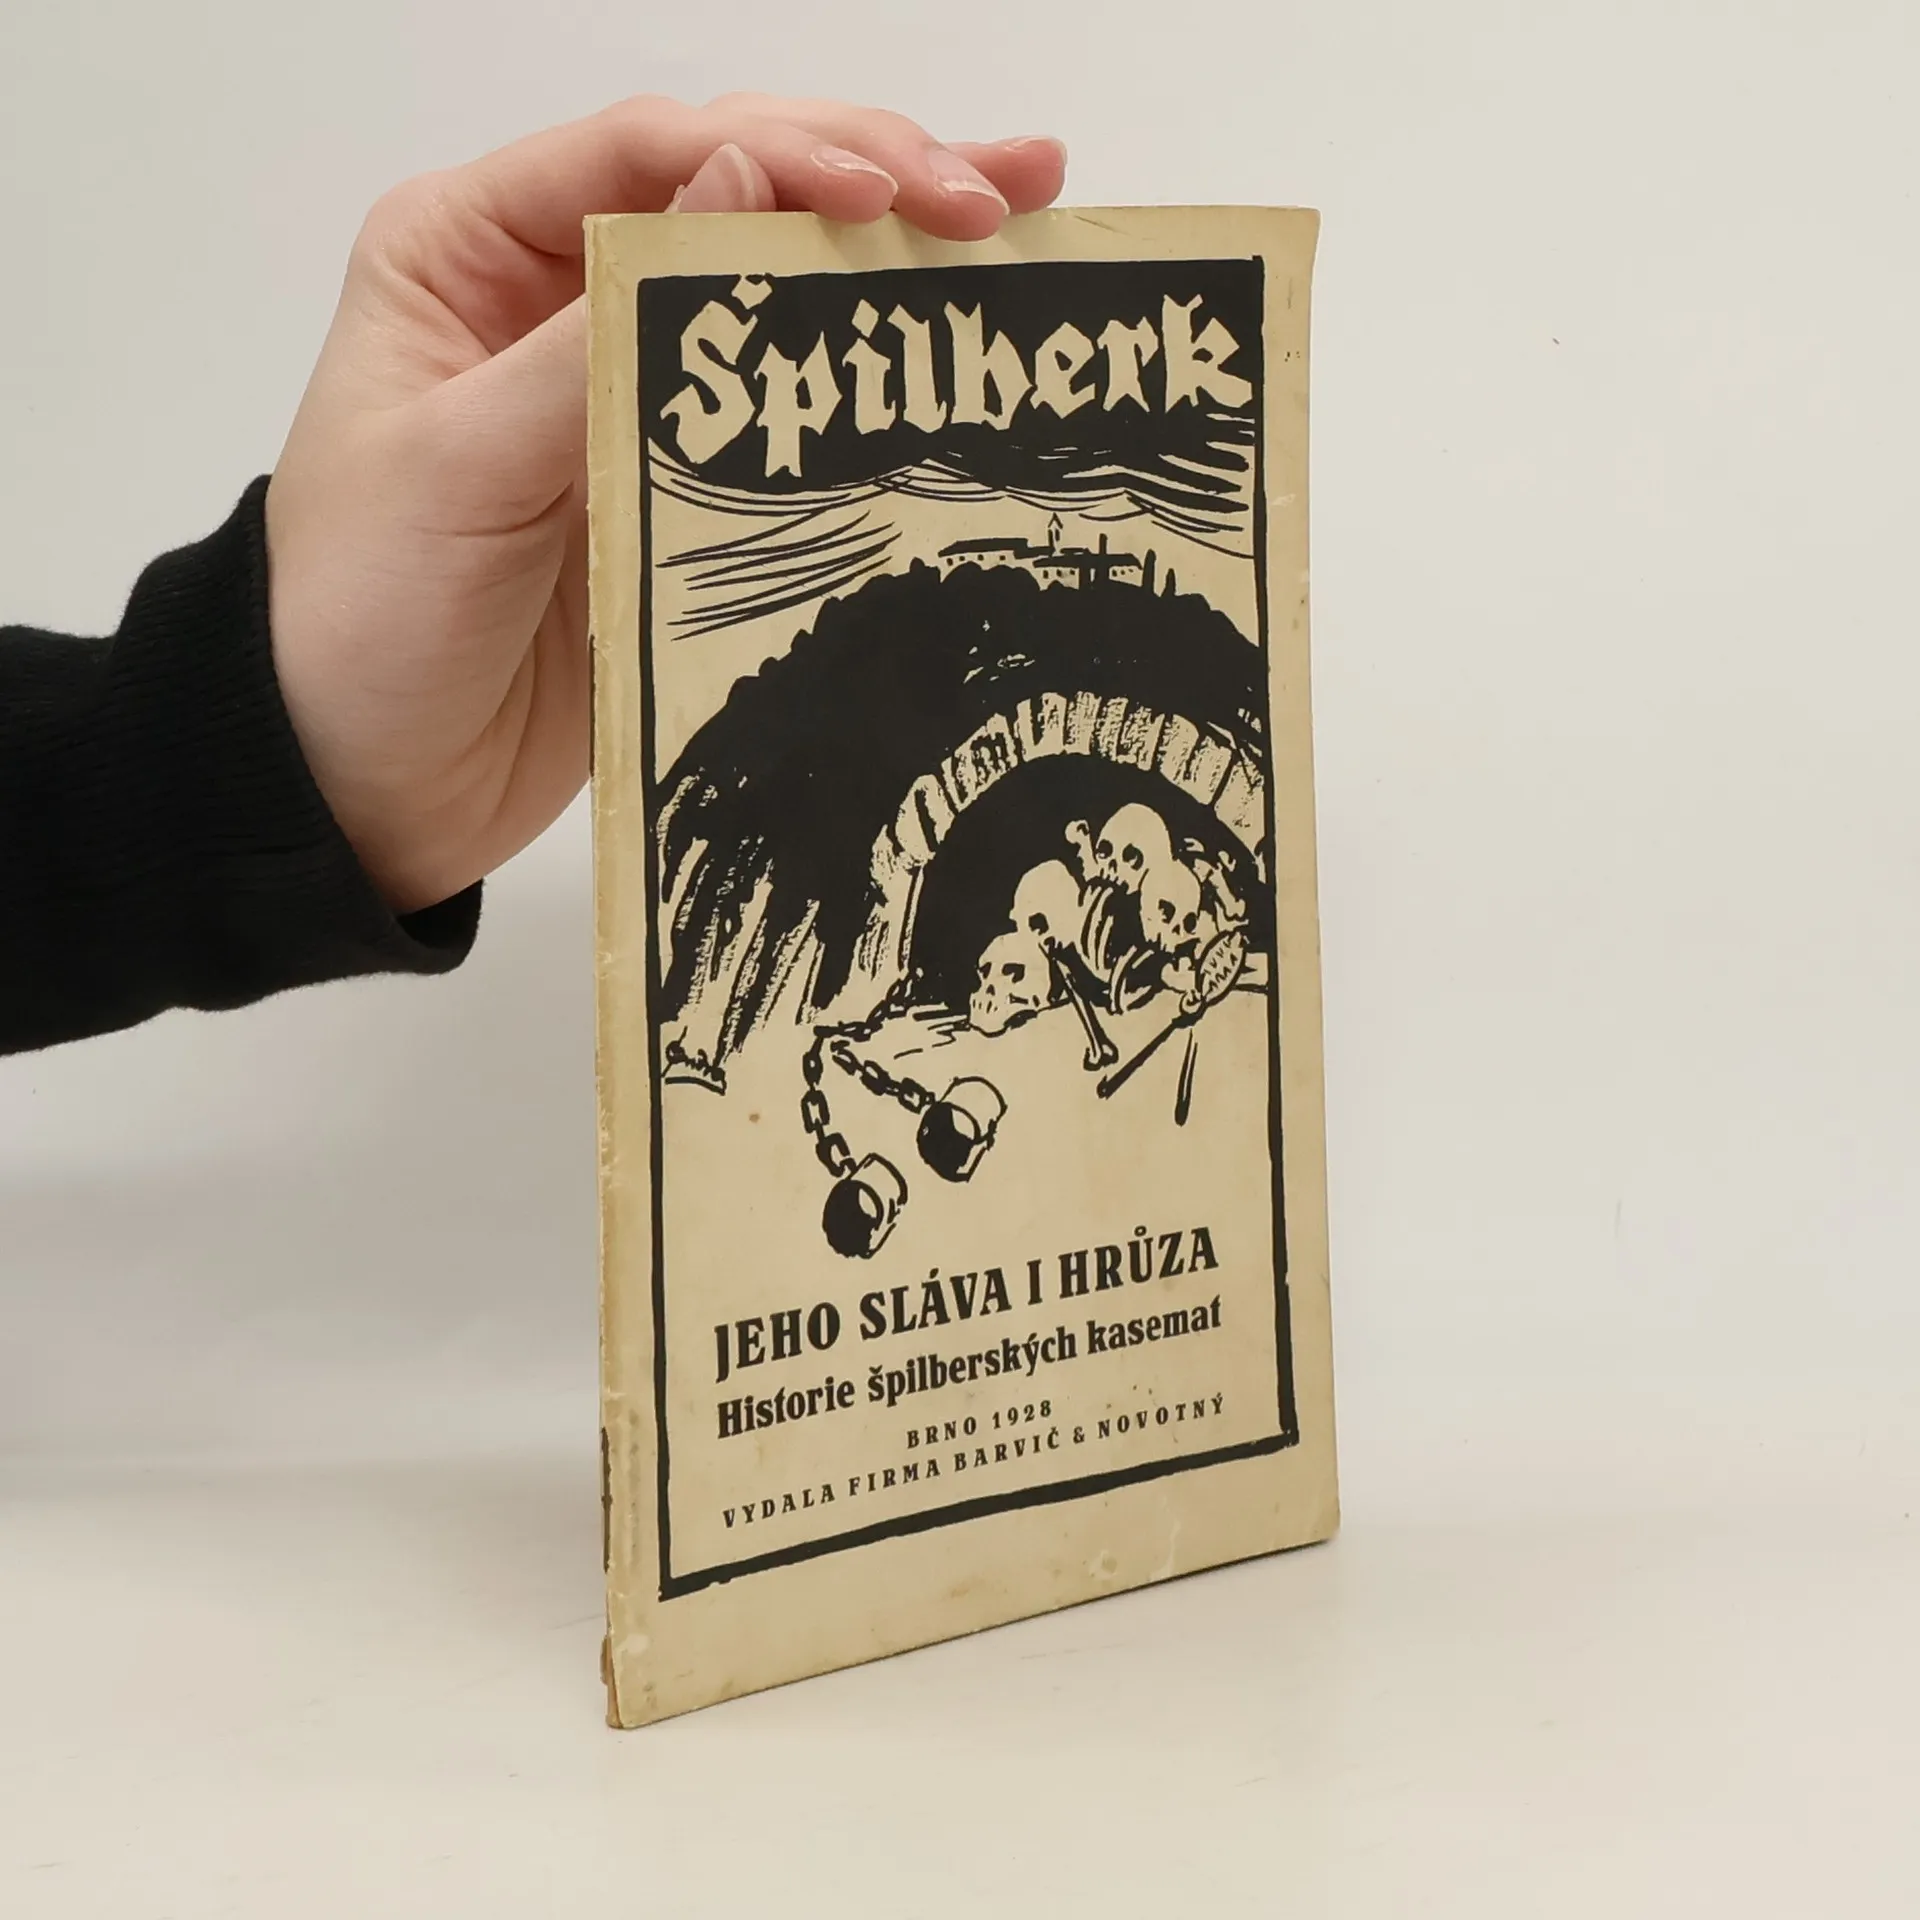 Špilberk
JEHO SLÁVA I HRŮZA
Historie špilberských kasemat
BRNO 1928
VYDALA FIRMA BARVIČ & NOVOTNÝ